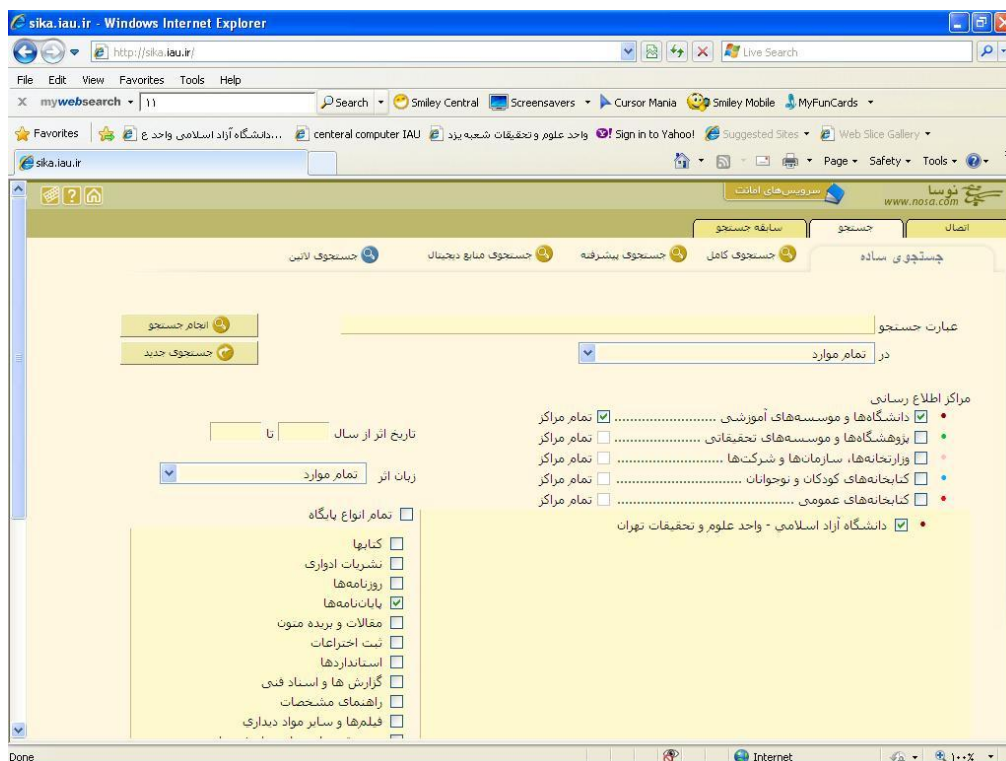 sika.iau.ir - Windows Internet Explorer
http://sika.iau.ir/ Live Search
File Edit View Favorites Tools Help
X mywebsearch ۱۱ Search Smiley Central Screensavers Cursor Mania Smiley Mobile MyFunCards
Favorites دانشگاه آزاد اسلامی واحد ع... centeral computer IAU واحد علوم و تحقیقات شعبه یزد Sign in to Yahoo! Suggested Sites Web Slice Gallery
sika.iau.ir Page Safety Tools
سرویس‌های امانت نوسا
www.nosa.com
اتصال جستجو سابقه جستجو
جستجوی ساده جستجوی کامل جستجوی پیشرفته جستجوی منابع دیجیتال جستجوی لاتین
عبارت جستجو انجام جستجو
در تمام موارد جستجوی جدید
مراکز اطلاع رسانی
دانشگاه‌ها و موسسه‌های آموزشی ........................ تمام مراکز
پژوهشگاه‌ها و موسسه‌های تحقیقاتی ........................ تمام مراکز
وزارتخانه‌ها، سازمان‌ها و شرکت‌ها ........................ تمام مراکز
کتابخانه‌های کودکان و نوجوانان ........................ تمام مراکز
کتابخانه‌های عمومی ........................ تمام مراکز
دانشگاه آزاد اسلامی - واحد علوم و تحقیقات تهران
تاریخ اثر از سال تا
زبان اثر تمام موارد
تمام انواع پایگاه
کتابها
نشریات ادواری
روزنامه‌ها
پایان‌نامه‌ها
مقالات و بریده متون
ثبت اختراعات
استانداردها
گزارش ها و اسناد فنی
راهنمای مشخصات
فیلم‌ها و سایر مواد دیداری
Done Internet ۱۰۰%